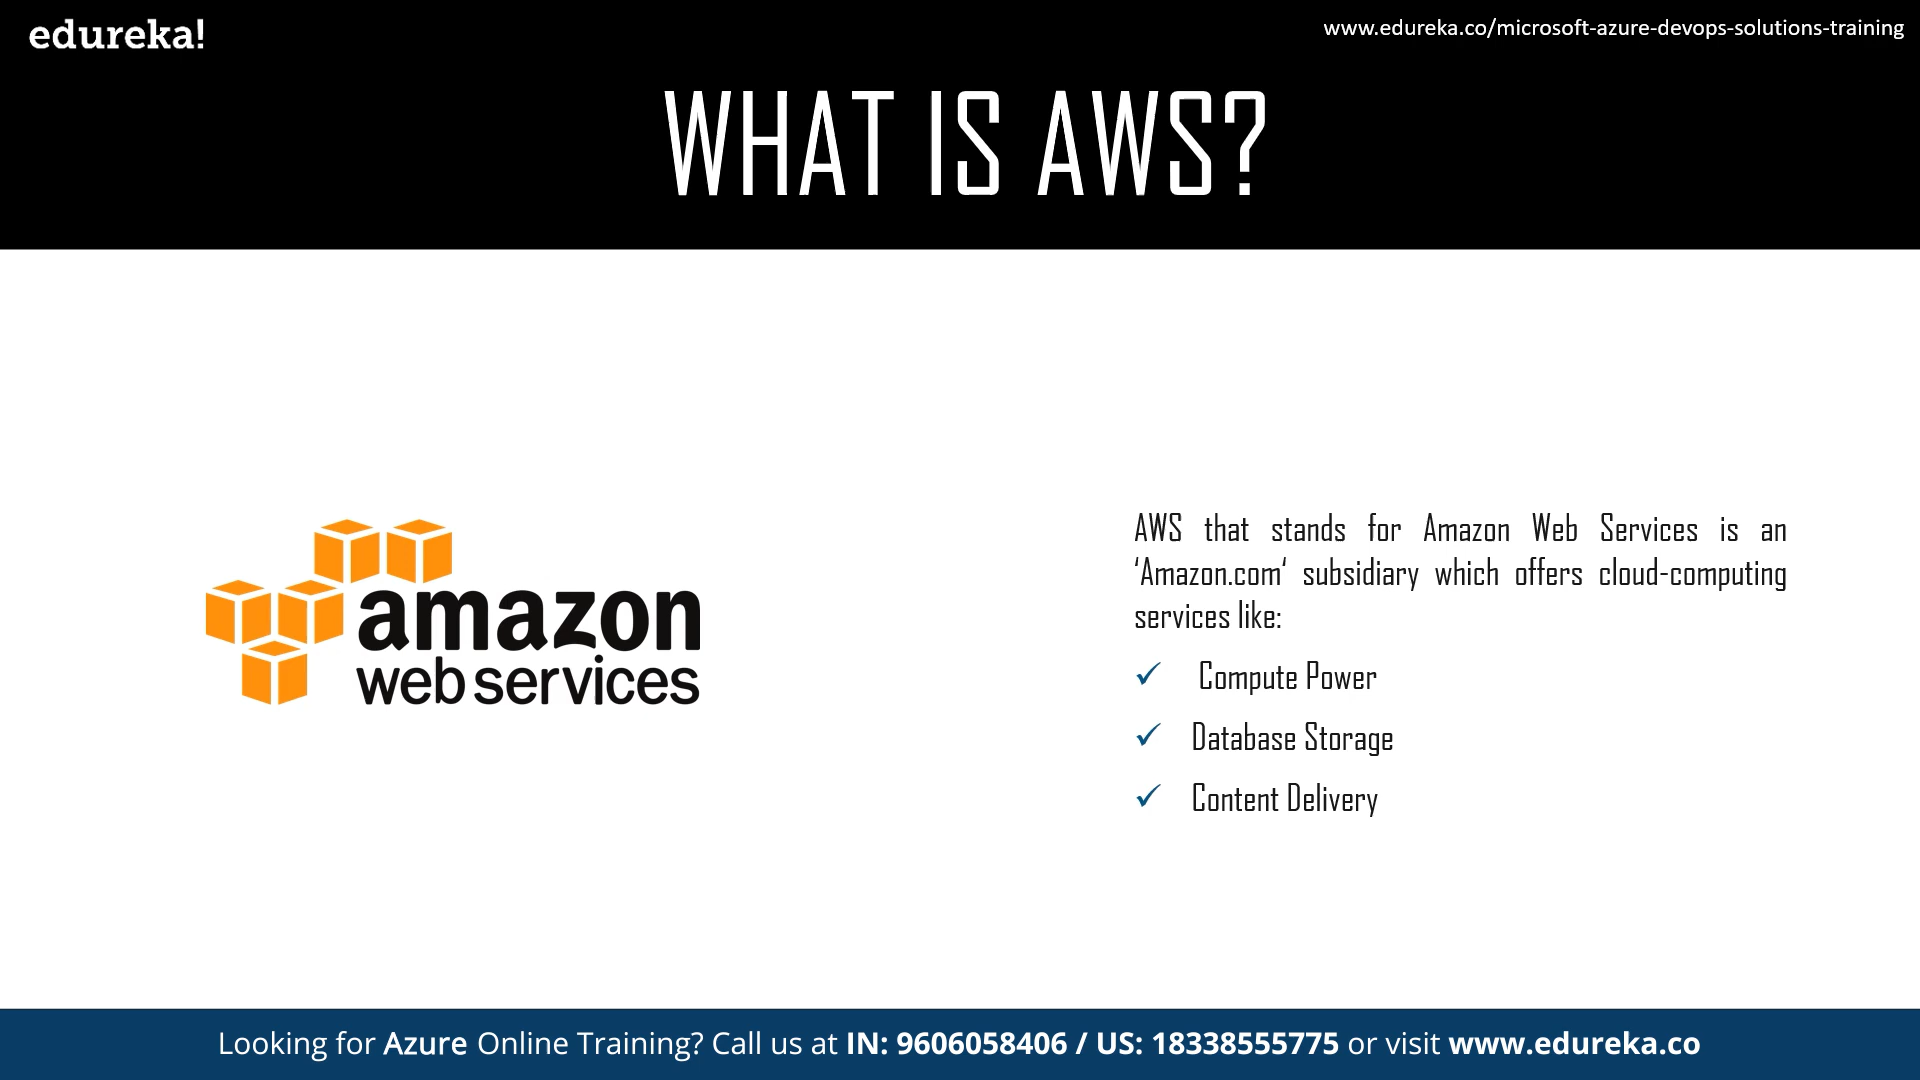 edureka!
www.edureka.co/microsoft-azure-devops-solutions-training
WHAT IS AWS?
amazon
web services
AWS that stands for Amazon Web Services is an
‘Amazon.com‘ subsidiary which offers cloud-computing
services like:
✓ Compute Power
✓ Database Storage
✓ Content Delivery
Looking for Azure Online Training? Call us at IN: 9606058406 / US: 18338555775 or visit www.edureka.co